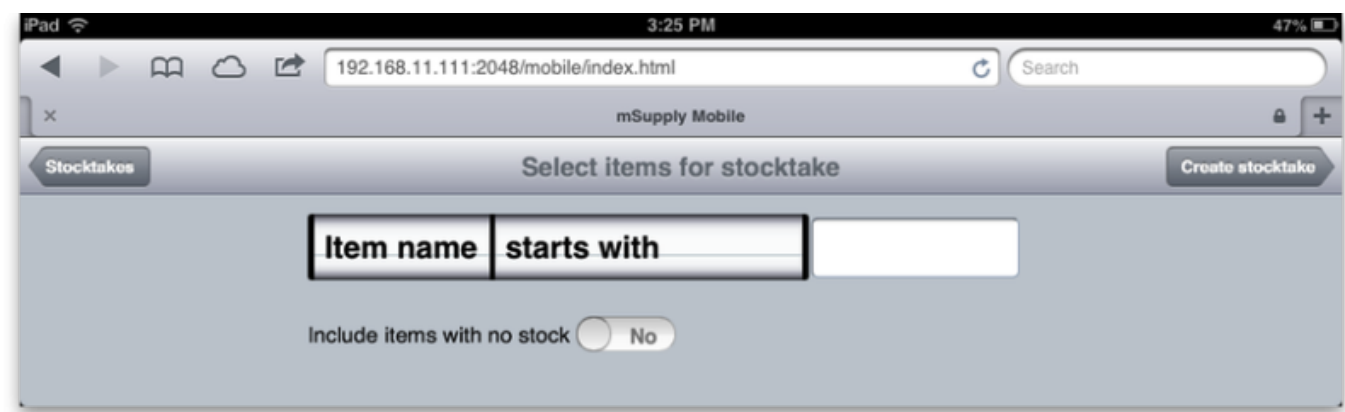 iPad 3:25 PM 47%
192.168.11.111:2048/mobile/index.html Search
mSupply Mobile
Stocktakes Select items for stocktake Create stocktake
Item name starts with
Include items with no stock No